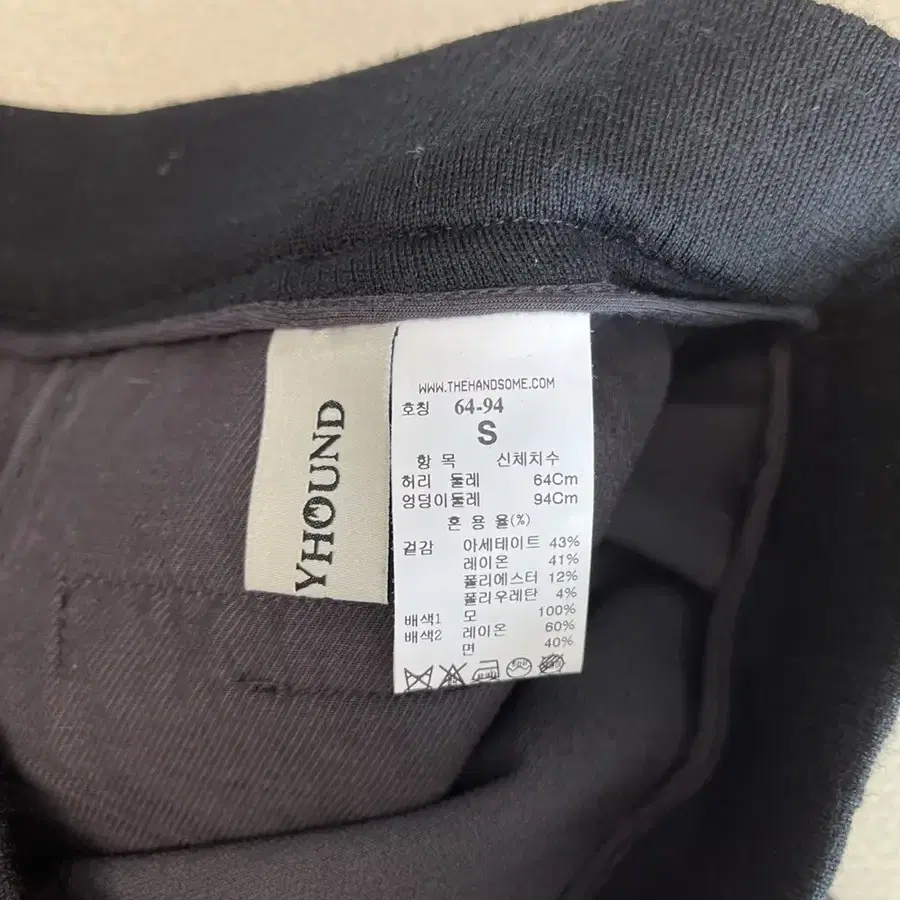 YHOUND
WWW.THEHANDSOME.COM
호칭 64-94
S
항 목 신체치수
허리 둘레 64Cm
엉덩이둘레 94Cm
혼 용 율(%)
겉감 아세테이트 43%
레이온 41%
폴리에스터 12%
폴리우레탄 4%
배색1 모 100%
배색2 레이온 60%
면 40%